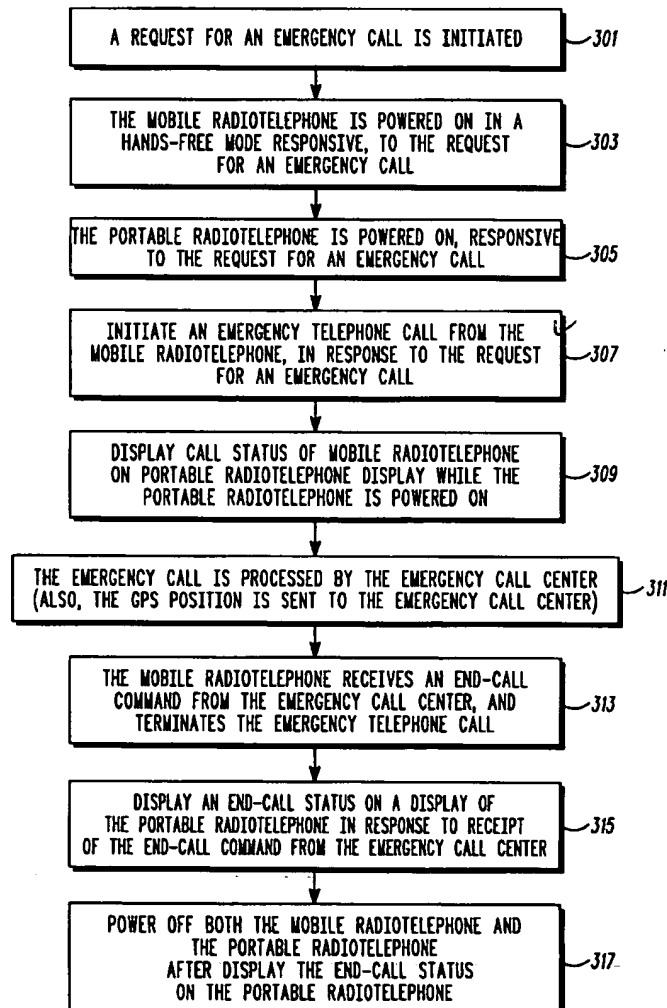 A REQUEST FOR AN EMERGENCY CALL IS INITIATED
301
THE MOBILE RADIOTELEPHONE IS POWERED ON IN A
HANDS-FREE MODE RESPONSIVE, TO THE REQUEST
FOR AN EMERGENCY CALL
303
THE PORTABLE RADIOTELEPHONE IS POWERED ON, RESPONSIVE
TO THE REQUEST FOR AN EMERGENCY CALL
305
INITIATE AN EMERGENCY TELEPHONE CALL FROM THE
MOBILE RADIOTELEPHONE, IN RESPONSE TO THE REQUEST
FOR AN EMERGENCY CALL
307
DISPLAY CALL STATUS OF MOBILE RADIOTELEPHONE
ON PORTABLE RADIOTELEPHONE DISPLAY WHILE THE
PORTABLE RADIOTELEPHONE IS POWERED ON
309
THE EMERGENCY CALL IS PROCESSED BY THE EMERGENCY CALL CENTER
(ALSO, THE GPS POSITION IS SENT TO THE EMERGENCY CALL CENTER)
311
THE MOBILE RADIOTELEPHONE RECEIVES AN END-CALL
COMMAND FROM THE EMERGENCY CALL CENTER, AND
TERMINATES THE EMERGENCY TELEPHONE CALL
313
DISPLAY AN END-CALL STATUS ON A DISPLAY OF
THE PORTABLE RADIOTELEPHONE IN RESPONSE TO RECEIPT
OF THE END-CALL COMMAND FROM THE EMERGENCY CALL CENTER
315
POWER OFF BOTH THE MOBILE RADIOTELEPHONE AND
THE PORTABLE RADIOTELEPHONE
AFTER DISPLAY THE END-CALL STATUS
ON THE PORTABLE RADIOTELEPHONE
317